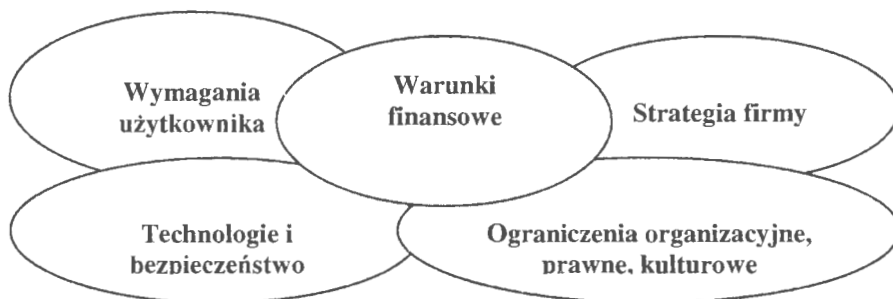 Wymagania
użytkownika
Warunki
finansowe
Strategia firmy
Technologie i
bezpieczeństwo
Ograniczenia organizacyjne,
prawne, kulturowe